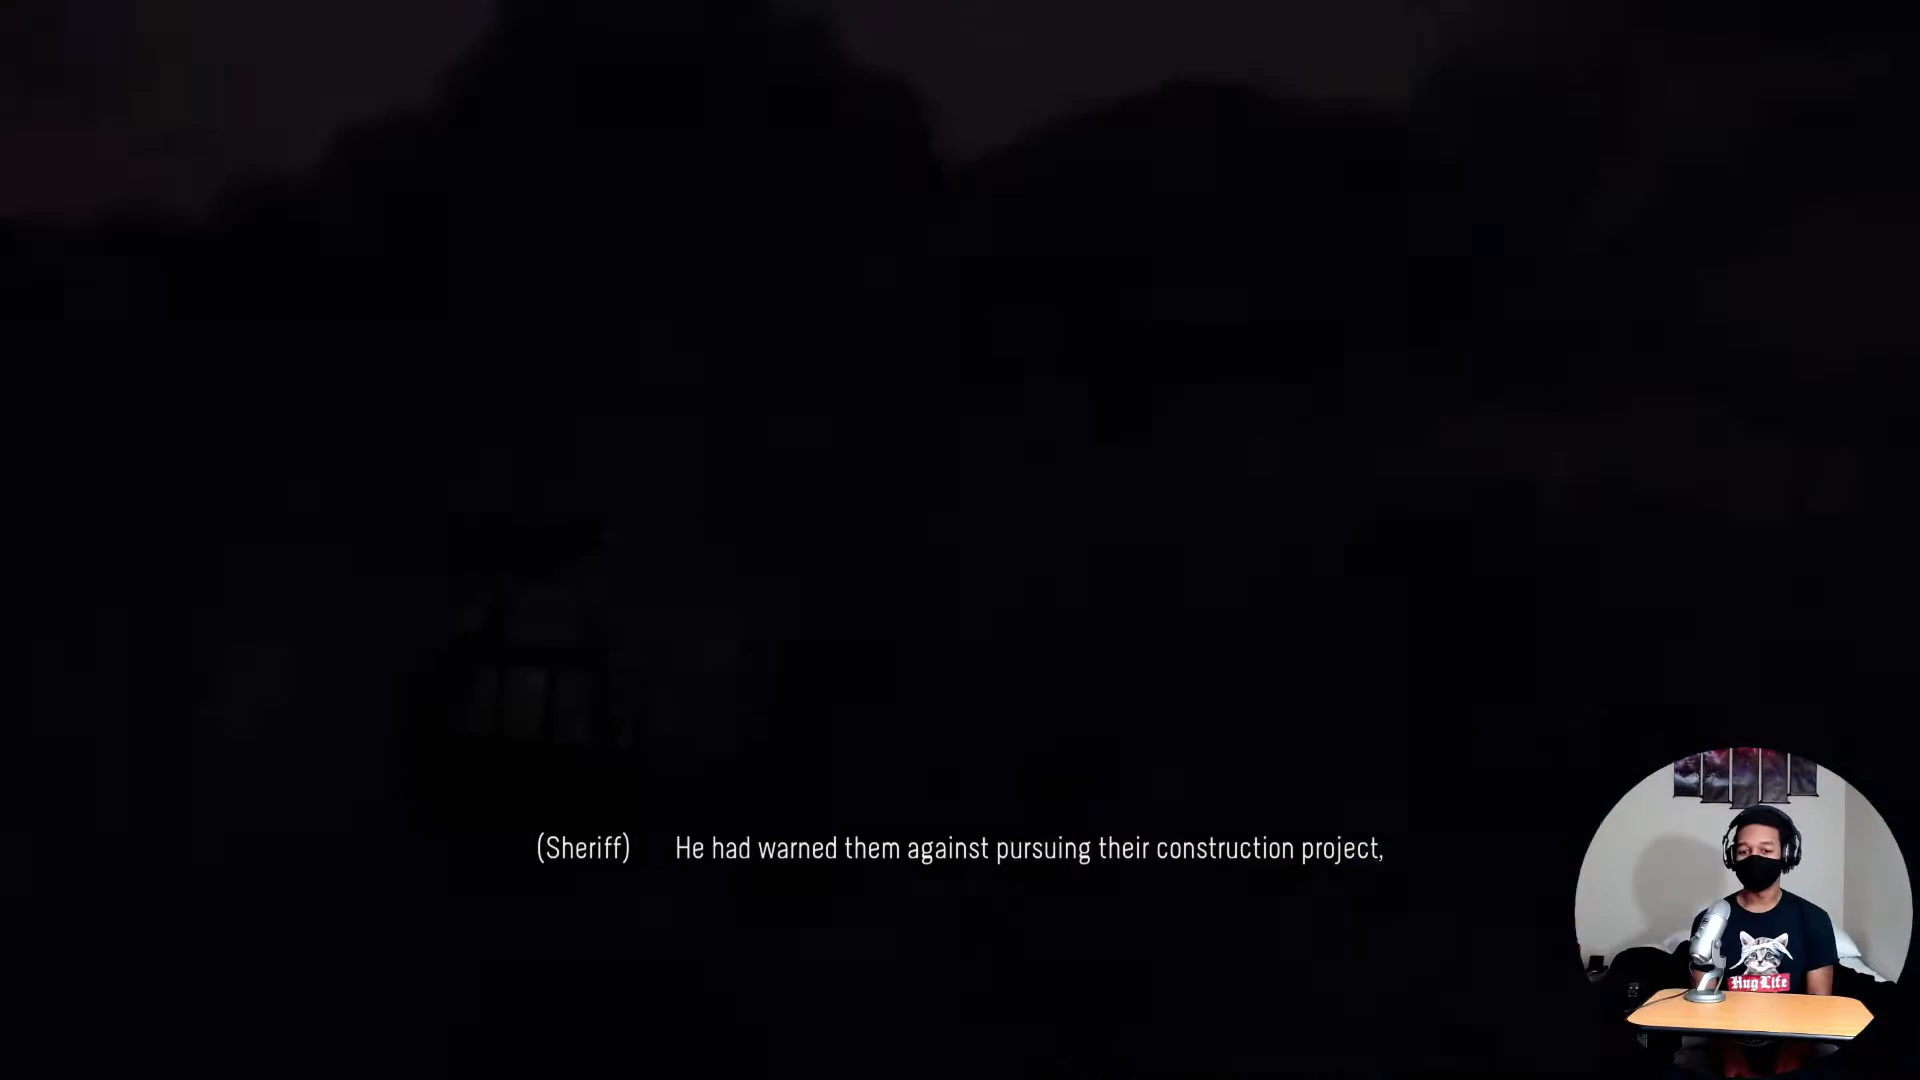 (Sheriff) He had warned them against pursuing their construction project,
Hug Life